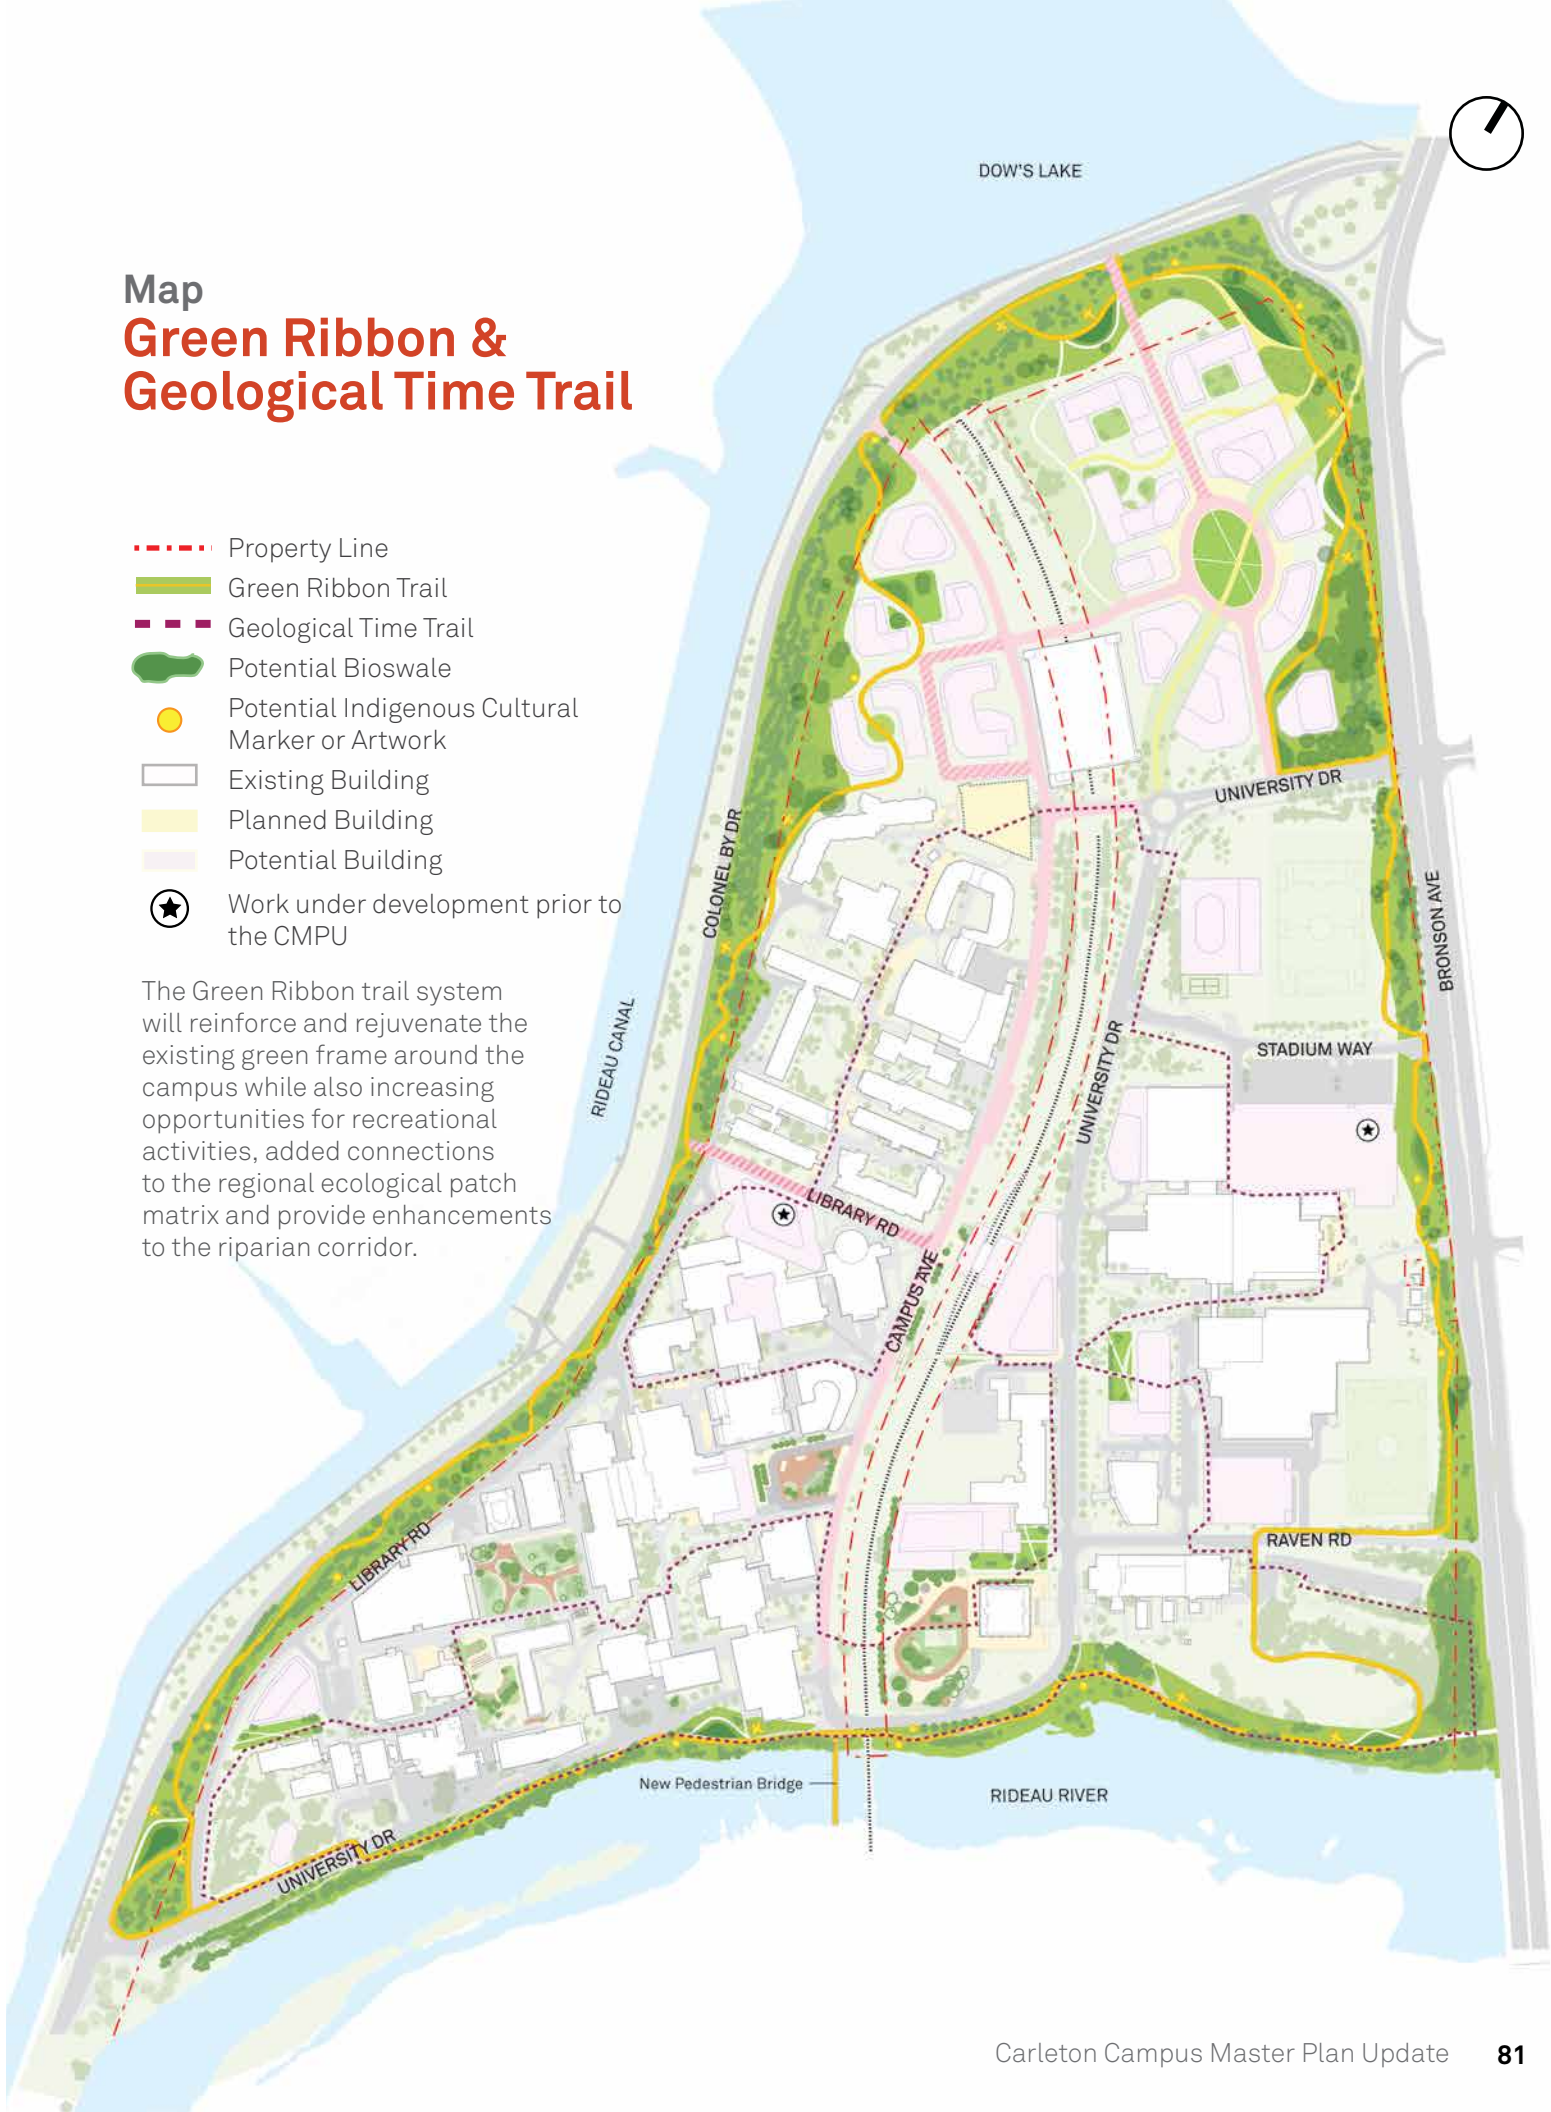 DOW'S LAKE
Map
Green Ribbon &
Geological Time Trail
Property Line
Green Ribbon Trail
Geological Time Trail
Potential Bioswale
Potential Indigenous Cultural
Marker or Artwork
Existing Building
Planned Building
Potential Building
Work under development prior to
the CMPU
The Green Ribbon trail system
will reinforce and rejuvenate the
existing green frame around the
campus while also increasing
opportunities for recreational
activities, added connections
to the regional ecological patch
matrix and provide enhancements
to the riparian corridor.
UNIVERSITY DR
COLONEL BY DR
BRONSON AVE
RIDEAU CANAL
STADIUM WAY
UNIVERSITY DR
LIBRARY RD
CAMPUS AVE
LIBRARY RD
RAVEN RD
New Pedestrian Bridge
RIDEAU RIVER
UNIVERSITY DR
Carleton Campus Master Plan Update 81